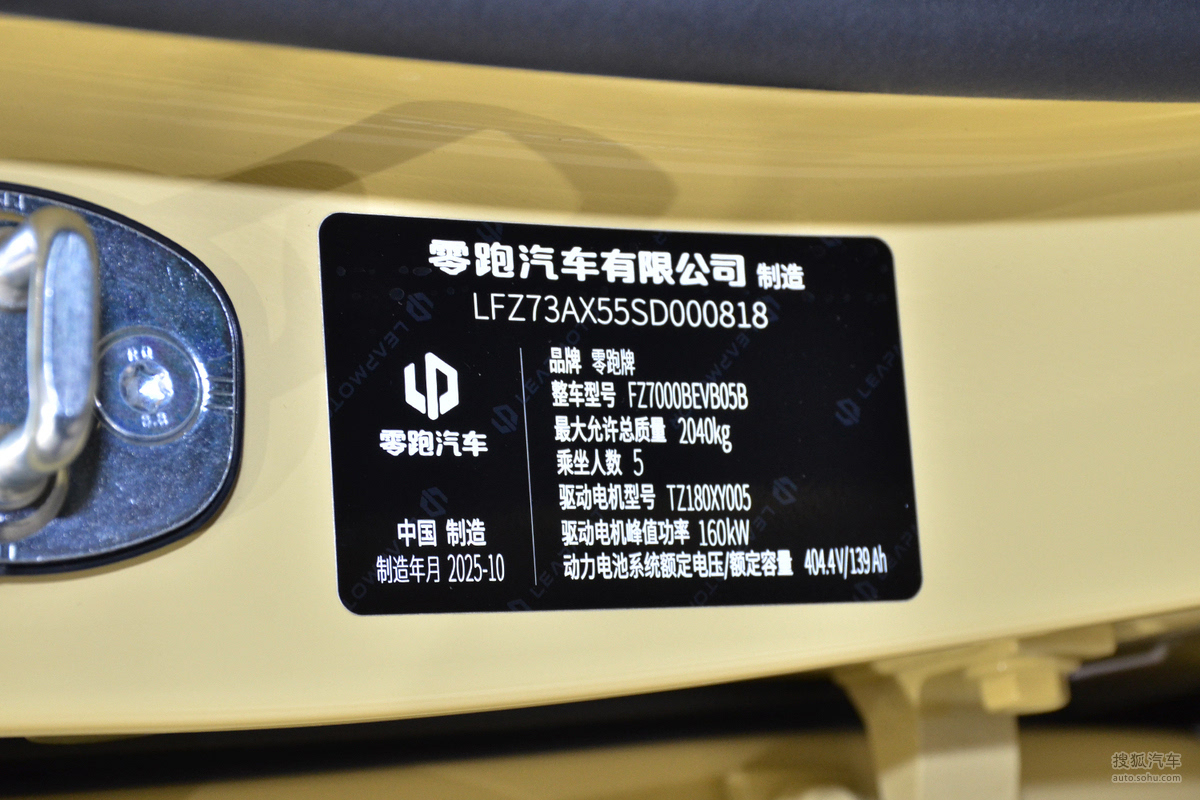 零跑汽车有限公司 制造
LFZ73AX55SD000818
品牌 零跑牌
整车型号 FZ7000BEVB05B
最大允许总质量 2040kg
乘坐人数 5
驱动电机型号 TZ180XY005
驱动电机峰值功率 160kW
动力电池系统额定电压/额定容量 404.4V/139Ah
零跑汽车
中国 制造
制造年月 2025-10
8.8
搜狐汽车
auto.sohu.com